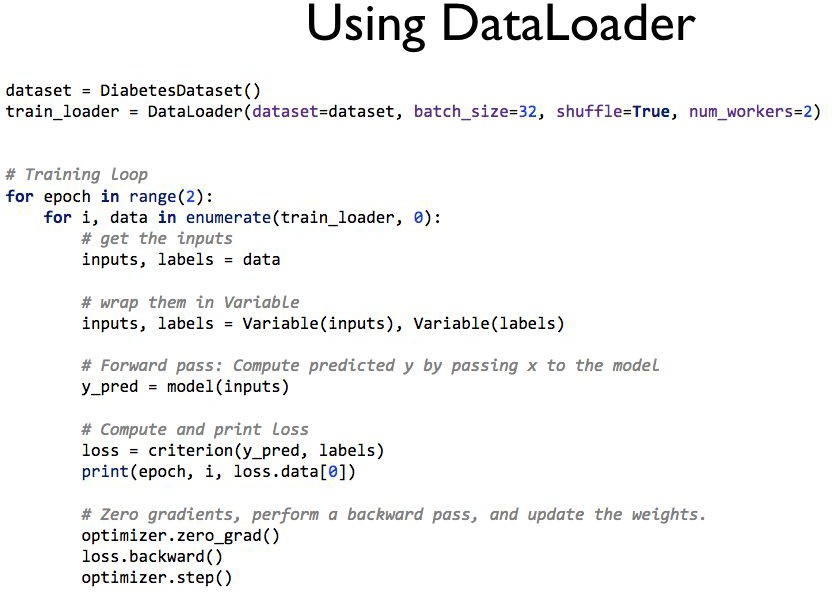 Using DataLoader
dataset = DiabetesDataset()
train_loader = DataLoader(dataset=dataset, batch_size=32, shuffle=True, num_workers=2)
# Training loop
for epoch in range(2):
    for i, data in enumerate(train_loader, 0):
        # get the inputs
        inputs, labels = data
        # wrap them in Variable
        inputs, labels = Variable(inputs), Variable(labels)
        # Forward pass: Compute predicted y by passing x to the model
        y_pred = model(inputs)
        # Compute and print loss
        loss = criterion(y_pred, labels)
        print(epoch, i, loss.data[0])
        # Zero gradients, perform a backward pass, and update the weights.
        optimizer.zero_grad()
        loss.backward()
        optimizer.step()